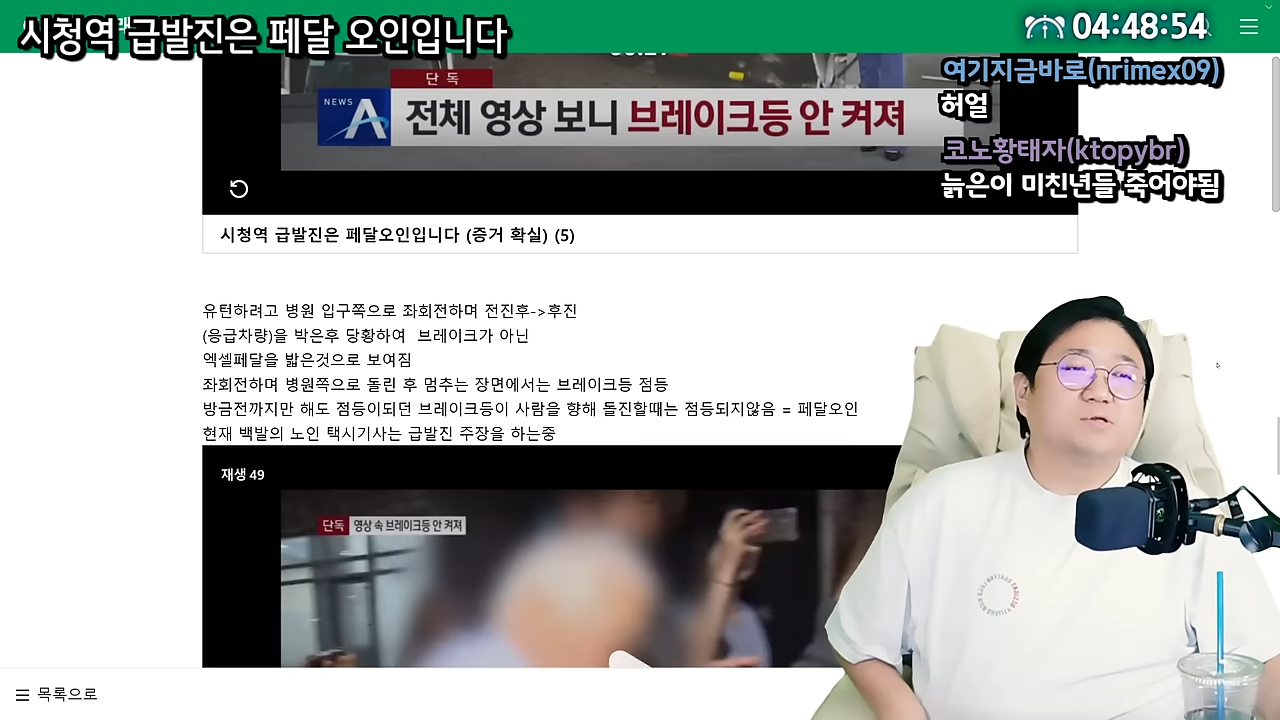 시청역 급발진은 페달 오인입니다
04:48:54
여기지금바로(nrimex09)
허얼
코노황태자(ktopybr)
늙은이 미친년들 죽어야됨
단독
NEWS A
전체 영상 보니 브레이크등 안 켜져
시청역 급발진은 페달오인입니다 (증거 확실) (5)
유턴하려고 병원 입구쪽으로 좌회전하며 전진후->후진
(응급차량)을 박은후 당황하여 브레이크가 아닌
엑셀페달을 밟은것으로 보여짐
좌회전하며 병원쪽으로 돌린 후 멈추는 장면에서는 브레이크등 점등
방금전까지만 해도 점등이되던 브레이크등이 사람을 향해 돌진할때는 점등되지않음 = 페달오인
현재 백발의 노인 택시기사는 급발진 주장을 하는중
재생 49
단독 영상 속 브레이크등 안 켜져
목록으로